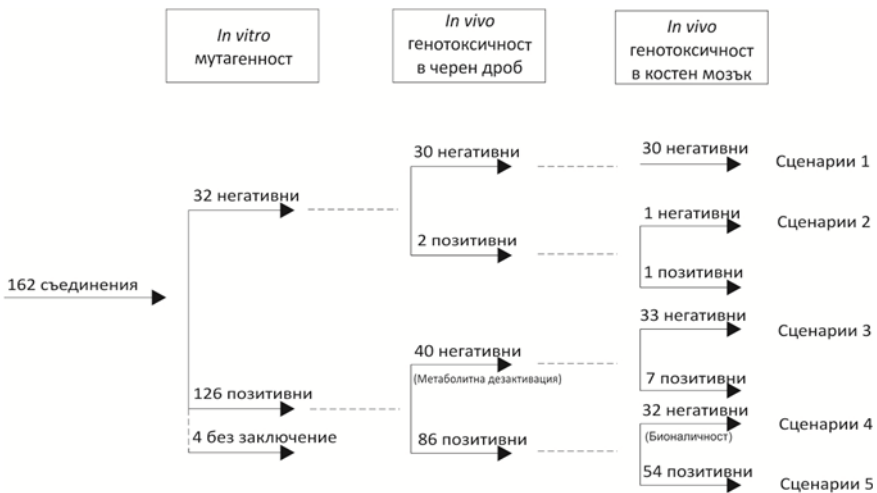 In vitro
мутагенност
In vivo
генотоксичност
в черен дроб
In vivo
генотоксичност
в костен мозък
30 негативни
30 негативни
Сценарии 1
32 негативни
1 негативни
Сценарии 2
2 позитивни
1 позитивни
162 съединения
33 негативни
Сценарии 3
40 негативни
(Метаболитна дезактивация)
7 позитивни
126 позитивни
32 негативни
(Бионаличност)
Сценарии 4
4 без заключение
86 позитивни
54 позитивни
Сценарии 5